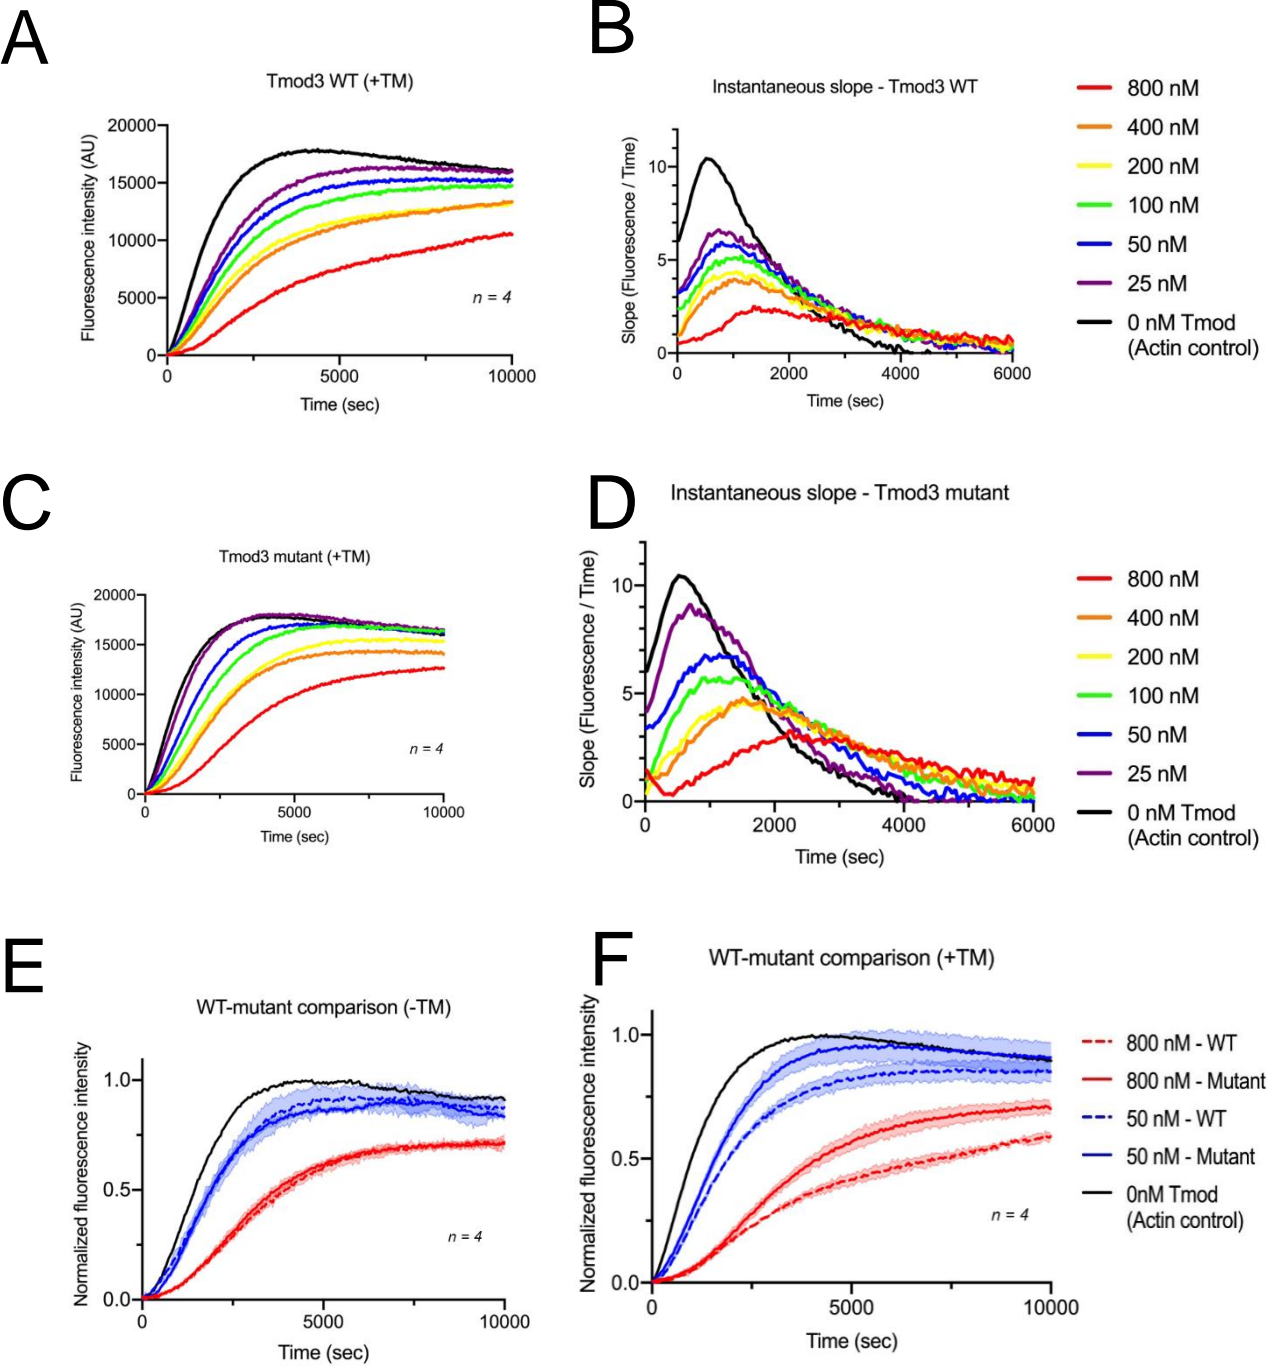 A
Tmod3 WT (+TM)
Fluorescence intensity (AU)
20000
15000
10000
5000
0
n = 4
0
5000
10000
Time (sec)
B
Instantaneous slope - Tmod3 WT
Slope (Fluorescence / Time)
10
5
0
0
2000
4000
6000
Time (sec)
800 nM
400 nM
200 nM
100 nM
50 nM
25 nM
0 nM Tmod
(Actin control)
C
Tmod3 mutant (+TM)
Fluorescence intensity (AU)
20000
15000
10000
5000
0
n = 4
0
5000
10000
Time (sec)
D
Instantaneous slope - Tmod3 mutant
Slope (Fluorescence / Time)
10
5
0
0
2000
4000
6000
Time (sec)
800 nM
400 nM
200 nM
100 nM
50 nM
25 nM
0 nM Tmod
(Actin control)
E
WT-mutant comparison (-TM)
Normalized fluorescence intensity
1.0
0.5
0.0
n = 4
0
5000
10000
Time (sec)
F
WT-mutant comparison (+TM)
Normalized fluorescence intensity
1.0
0.5
0.0
n = 4
0
5000
10000
Time (sec)
800 nM - WT
800 nM - Mutant
50 nM - WT
50 nM - Mutant
0nM Tmod
(Actin control)